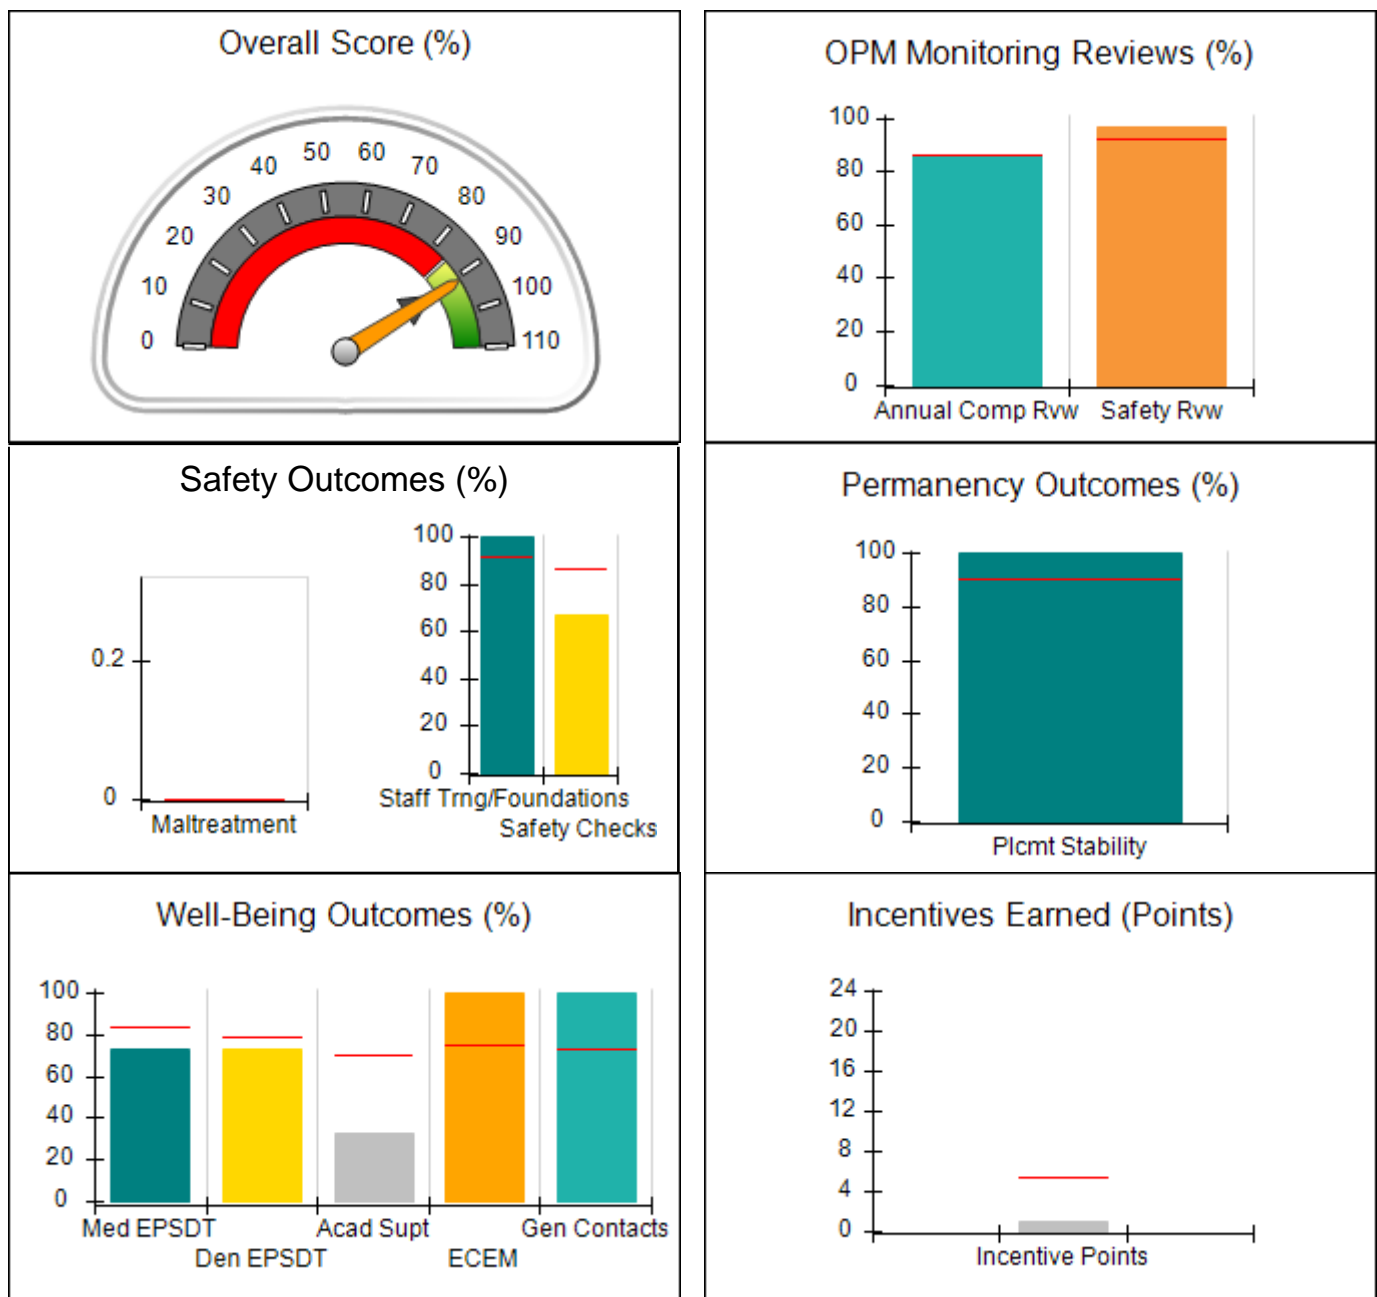 Overall Score (%)
0
10
20
30
40
50
60
70
80
90
100
110
OPM Monitoring Reviews (%)
100
80
60
40
20
0
Annual Comp Rvw
Safety Rvw
Safety Outcomes (%)
0.2
0
Maltreatment
100
80
60
40
20
0
Staff Trng/Foundations
Safety Checks
Permanency Outcomes (%)
100
80
60
40
20
0
Plcmt Stability
Well-Being Outcomes (%)
100
80
60
40
20
0
Med EPSDT
Den EPSDT
Acad Supt
ECEM
Gen Contacts
Incentives Earned (Points)
24
20
16
12
8
4
0
Incentive Points